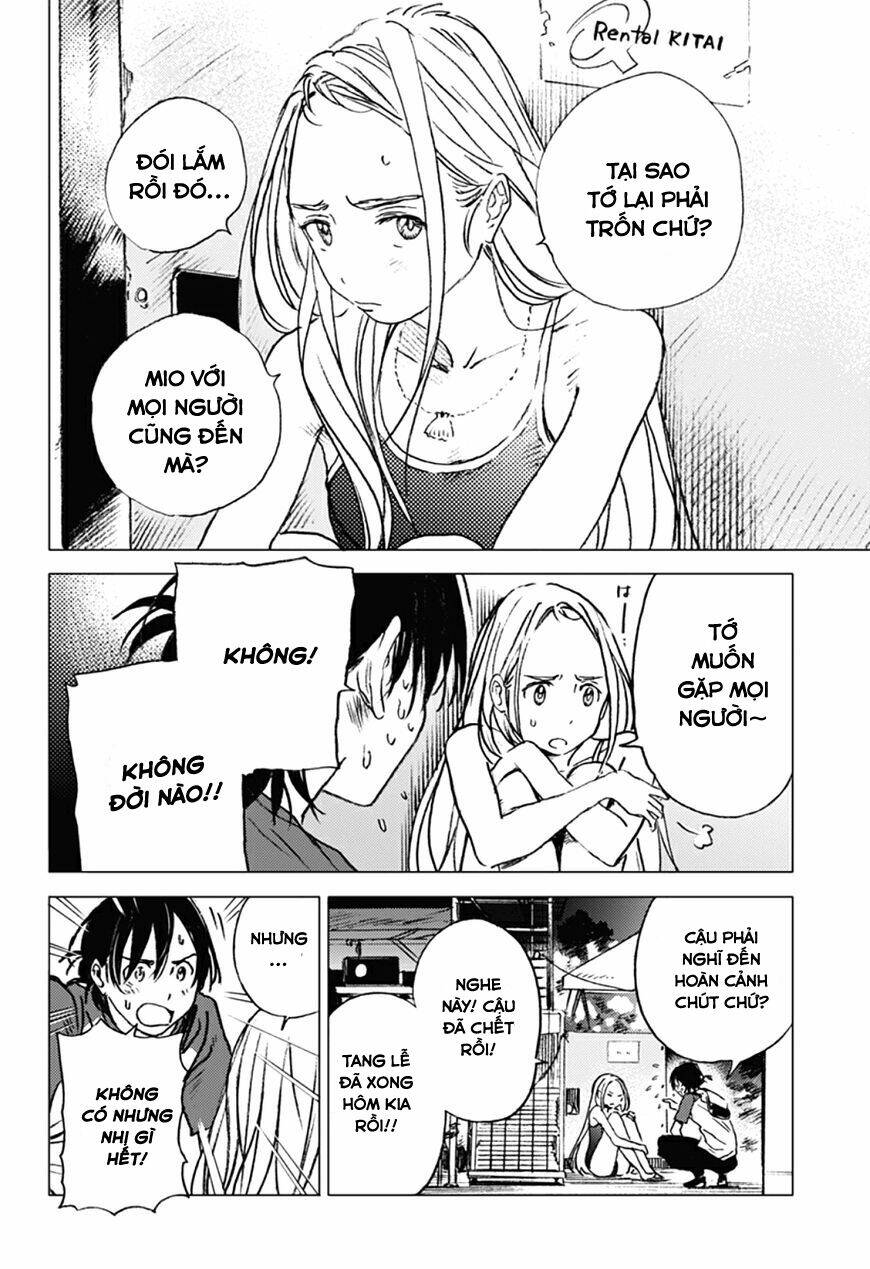 Rental KITAI
TẠI SAO
TỚ LẠI PHẢI
TRỐN CHỨ?
ĐÓI LẮM
RỒI ĐÓ...
MIO VỚI
MỌI NGƯỜI
CŨNG ĐẾN
MÀ?
TỚ
MUỐN
GẶP MỌI
NGƯỜI~
は
KHÔNG!
KHÔNG
ĐỜI NÀO!!
CẬU PHẢI
NGHĨ ĐẾN
HOÀN CẢNH
CHÚT CHỨ?
NGHE
NÀY! CẬU
ĐÃ CHẾT
RỒI!
TANG LỄ
ĐÃ XONG
HÔM KIA
RỒI!!
NHƯNG
...
KHÔNG
CÓ NHƯNG
NHỊ GÌ
HẾT!